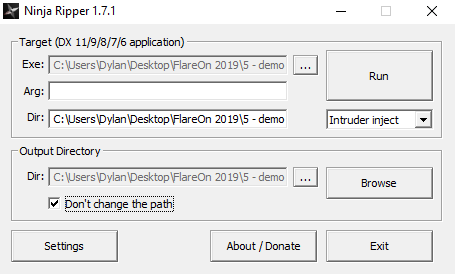 Ninja Ripper 1.7.1
Target (DX 11/9/8/7/6 application)
Exe: C:\Users\Dylan\Desktop\FlareOn 2019\5 - demo ...
Run
Arg:
Dir: C:\Users\Dylan\Desktop\FlareOn 2019\5 - demo
Intruder inject
Output Directory
Dir: C:\Users\Dylan\Desktop\FlareOn 2019\5 - demo ...
Browse
Don't change the path
Settings
About / Donate
Exit